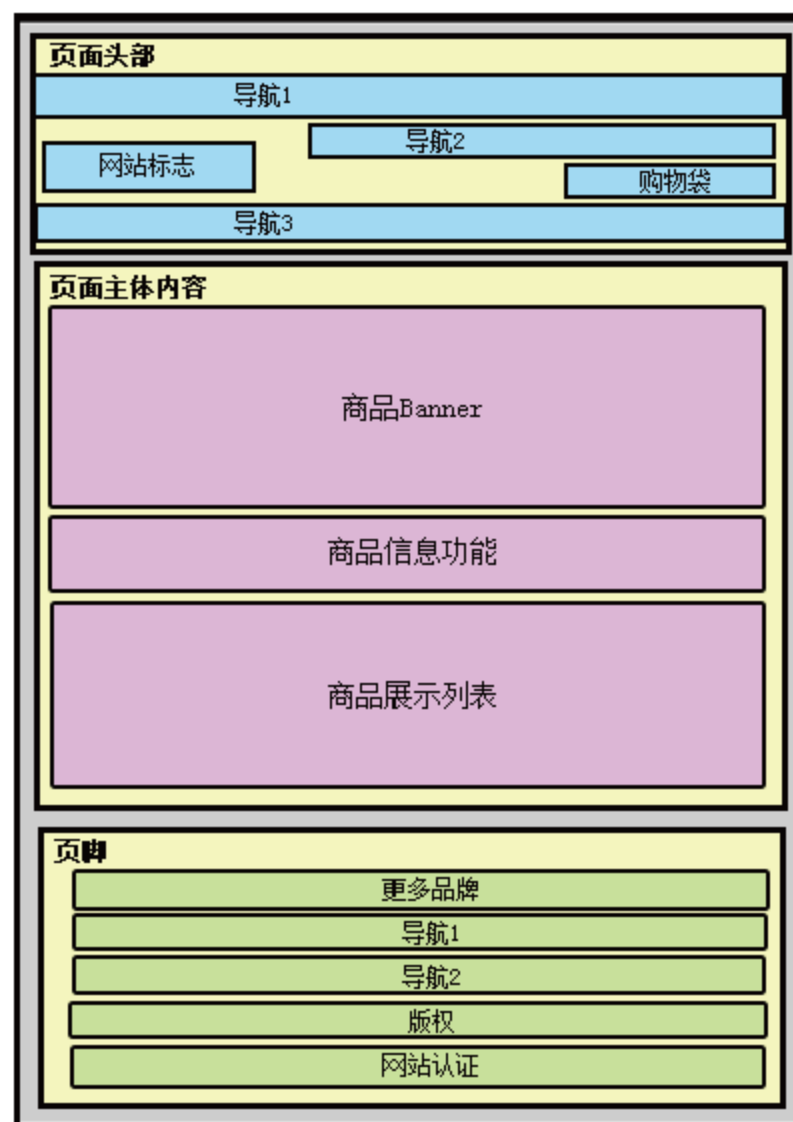 页面头部
导航1
导航2
网站标志
购物袋
导航3
页面主体内容
商品Banner
商品信息功能
商品展示列表
页脚
更多品牌
导航1
导航2
版权
网站认证